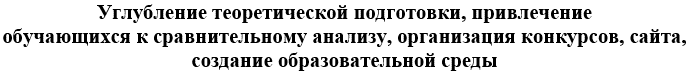 Углубление теоретической подготовки, привлечение
обучающихся к сравнительному анализу, организация конкурсов, сайта,
создание образовательной среды